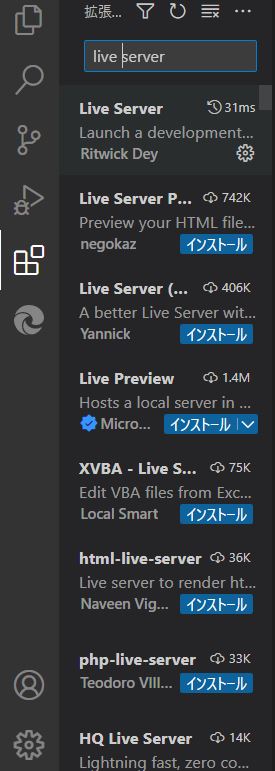 拡張...
live server
Live Server 31ms
Launch a development...
Ritwick Dey
Live Server P... 742K
Preview your HTML file...
negokaz インストール
Live Server (... 406K
A better Live Server wit...
Yannick インストール
Live Preview 1.4M
Hosts a local server in ...
Micro... インストール
XVBA - Live S... 75K
Edit VBA files from Exc...
Local Smart インストール
html-live-server 36K
Live server to render ht...
Naveen Vig... インストール
php-live-server 33K
Teodoro VIII... インストール
HQ Live Server 14K
Lightning fast, zero co...